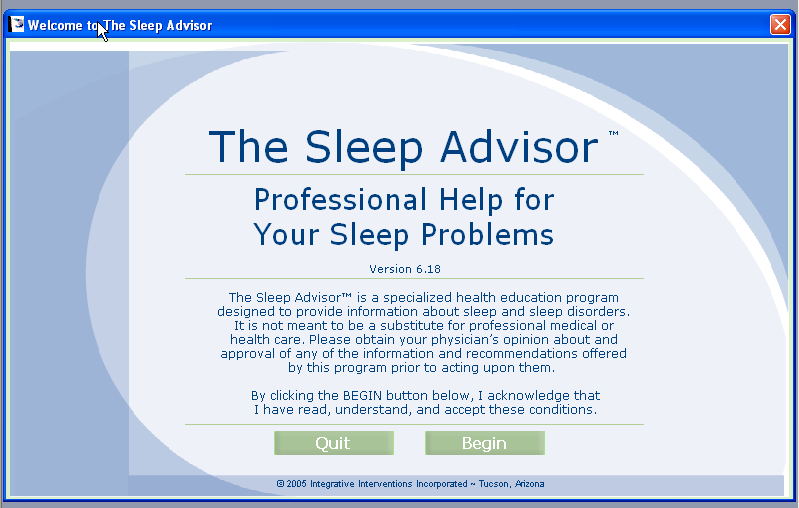 Welcome to The Sleep Advisor
The Sleep Advisor™
Professional Help for
Your Sleep Problems
Version 6.18
The Sleep Advisor™ is a specialized health education program
designed to provide information about sleep and sleep disorders.
It is not meant to be a substitute for professional medical or
health care. Please obtain your physician's opinion about and
approval of any of the information and recommendations offered
by this program prior to acting upon them.
By clicking the BEGIN button below, I acknowledge that
I have read, understand, and accept these conditions.
Quit Begin
© 2005 Integrative Interventions Incorporated ~ Tucson, Arizona